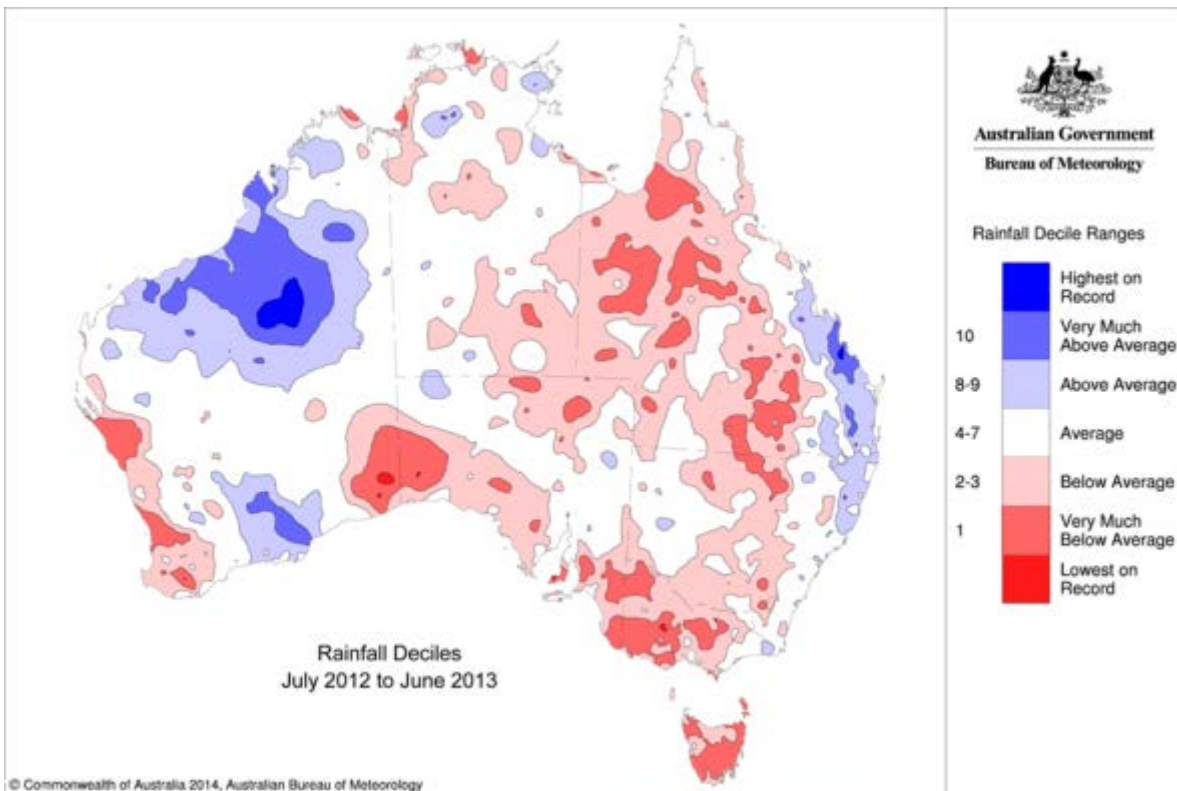 Australian Government
Bureau of Meteorology
Rainfall Decile Ranges
Highest on
Record
10
Very Much
Above Average
8-9
Above Average
4-7
Average
2-3
Below Average
1
Very Much
Below Average
Lowest on
Record
Rainfall Deciles
July 2012 to June 2013
© Commonwealth of Australia 2014, Australian Bureau of Meteorology